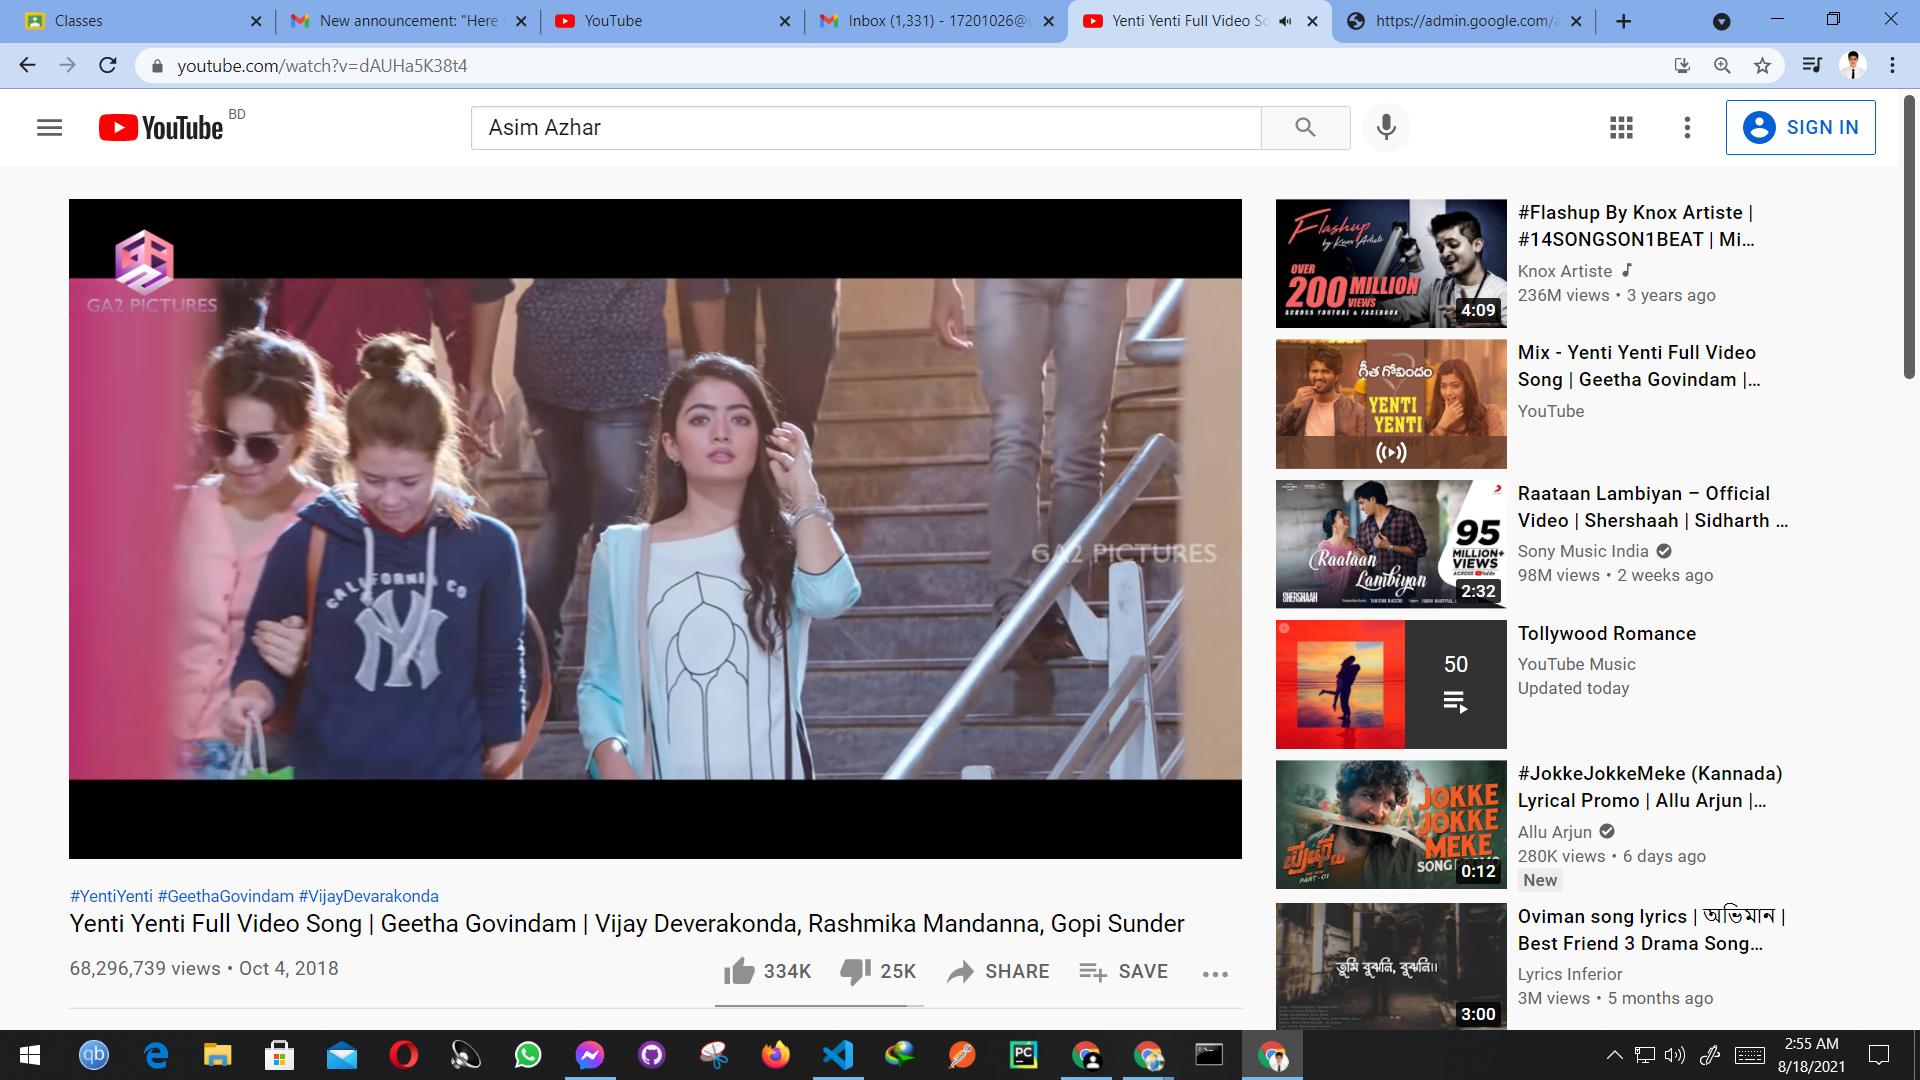 Classes
New announcement: "Here
YouTube
Inbox (1,331) - 17201026@
Yenti Yenti Full Video So
https://admin.google.com/a
youtube.com/watch?v=dAUHa5K38t4
YouTube BD
Asim Azhar
SIGN IN
GA2 PICTURES
CALIFORNIA CO
NY
GA2 PICTURES
#YentiYenti #GeethaGovindam #VijayDevarakonda
Yenti Yenti Full Video Song | Geetha Govindam | Vijay Deverakonda, Rashmika Mandanna, Gopi Sunder
68,296,739 views • Oct 4, 2018
334K
25K
SHARE
SAVE
Flashup
by Knox Artiste
OVER
200 MILLION
VIEWS
ACROSS YOUTUBE & FACEBOOK
4:09
#Flashup By Knox Artiste |
#14SONGSON1BEAT | Mi...
Knox Artiste
236M views • 3 years ago
గీత గోవిందం
YENTI
YENTI
Mix - Yenti Yenti Full Video
Song | Geetha Govindam |...
YouTube
95
MILLION+
VIEWS
ACROSS YouTube
Raataan
Lambiyan
SHERSHAAH
2:32
Raataan Lambiyan – Official
Video | Shershaah | Sidharth ...
Sony Music India
98M views • 2 weeks ago
50
Tollywood Romance
YouTube Music
Updated today
JOKKE
JOKKE
MEKE
SONG
ಪುಷ್ಪ
PART-01
0:12
#JokkeJokkeMeke (Kannada)
Lyrical Promo | Allu Arjun |...
Allu Arjun
280K views • 6 days ago
New
তুমি বুঝনি, বুঝনি।।
3:00
Oviman song lyrics | অভিমান |
Best Friend 3 Drama Song...
Lyrics Inferior
3M views • 5 months ago
qb
PC
2:55 AM
8/18/2021